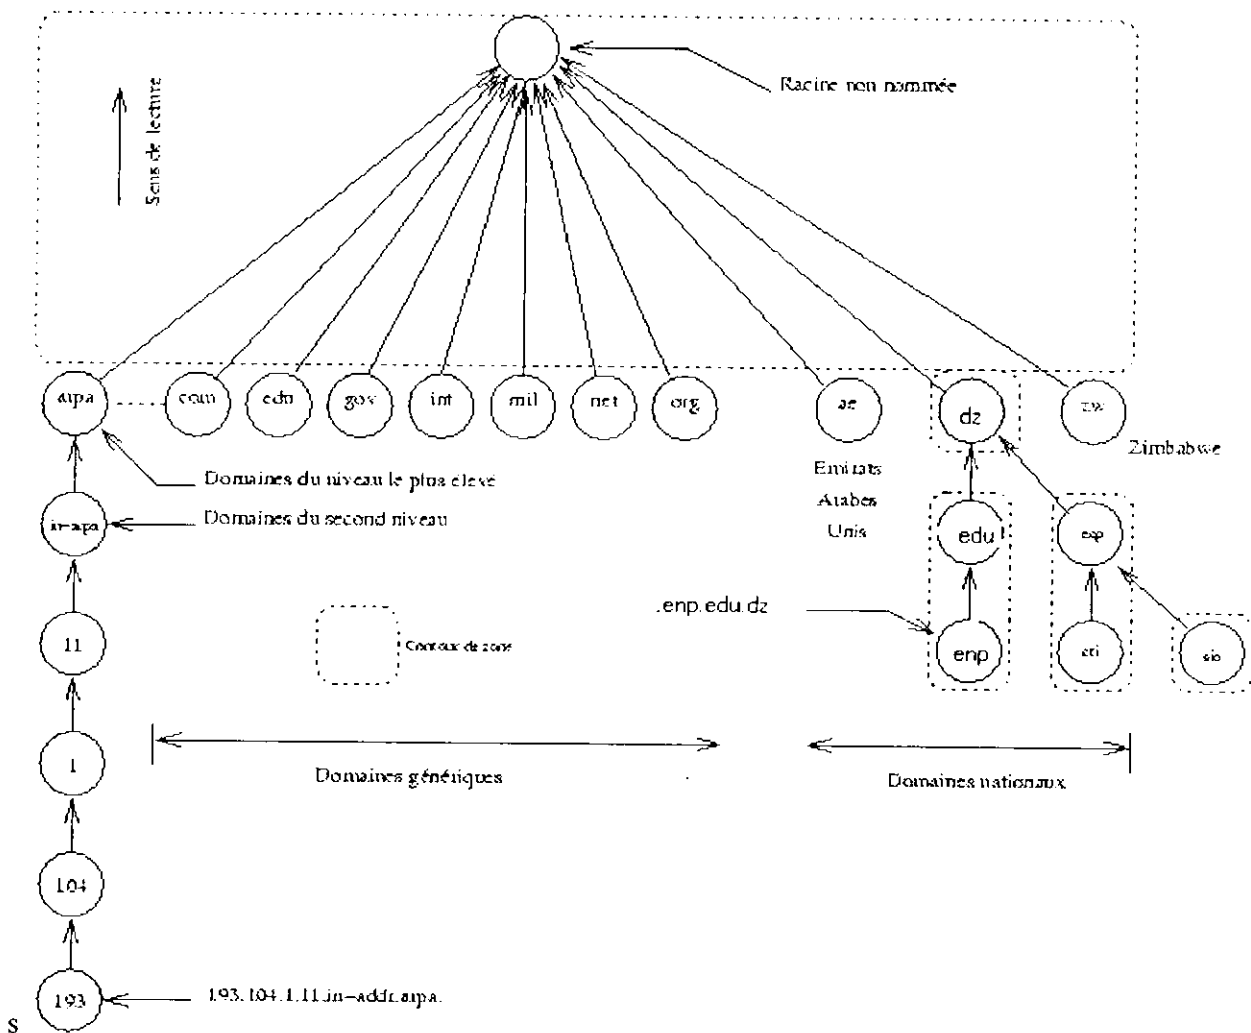 Racine non nommée
Sens de lecture
arpa
com
edu
gov
int
mil
net
org
ae
dz
zw
Zimbabwe
Emirats
Arabes
Unis
Domaines du niveau le plus élevé
in-arpa
Domaines du second niveau
edu
esp
.enp.edu.dz
11
Contour de zone
enp
sio
1
Domaines génériques
Domaines nationaux
104
193
193.104.1.11.in-addr.arpa.
s